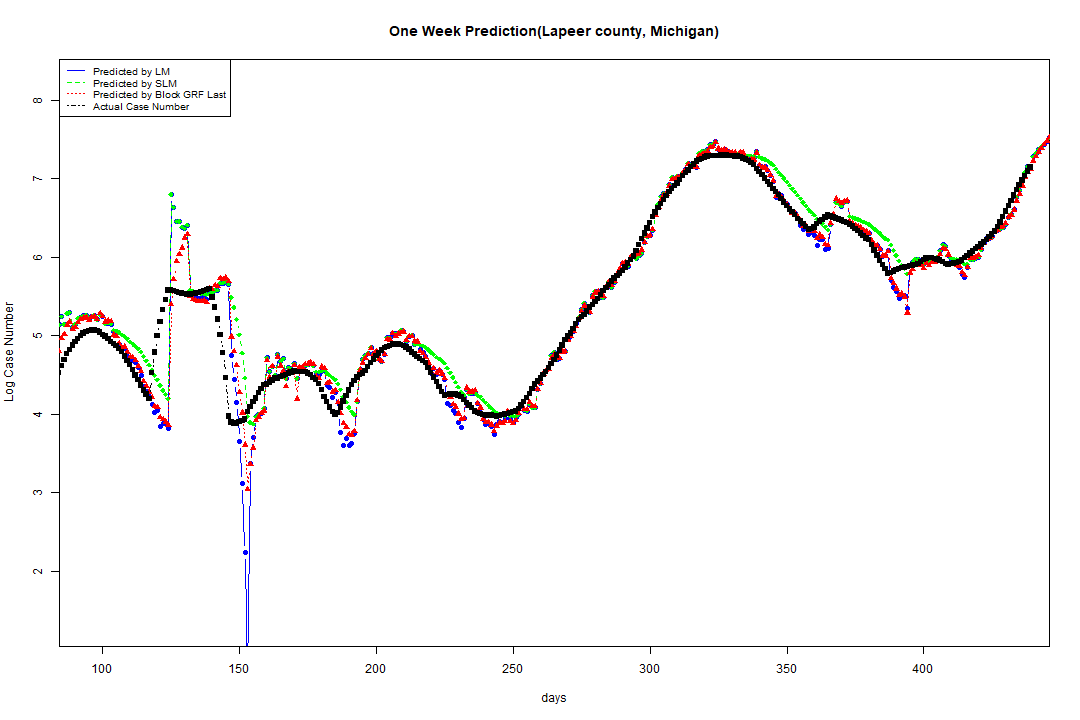 One Week Prediction(Lapeer county, Michigan)
Predicted by LM
Predicted by SLM
Predicted by Block GRF Last
Actual Case Number
8
7
6
5
4
3
2
Log Case Number
100 150 200 250 300 350 400
days